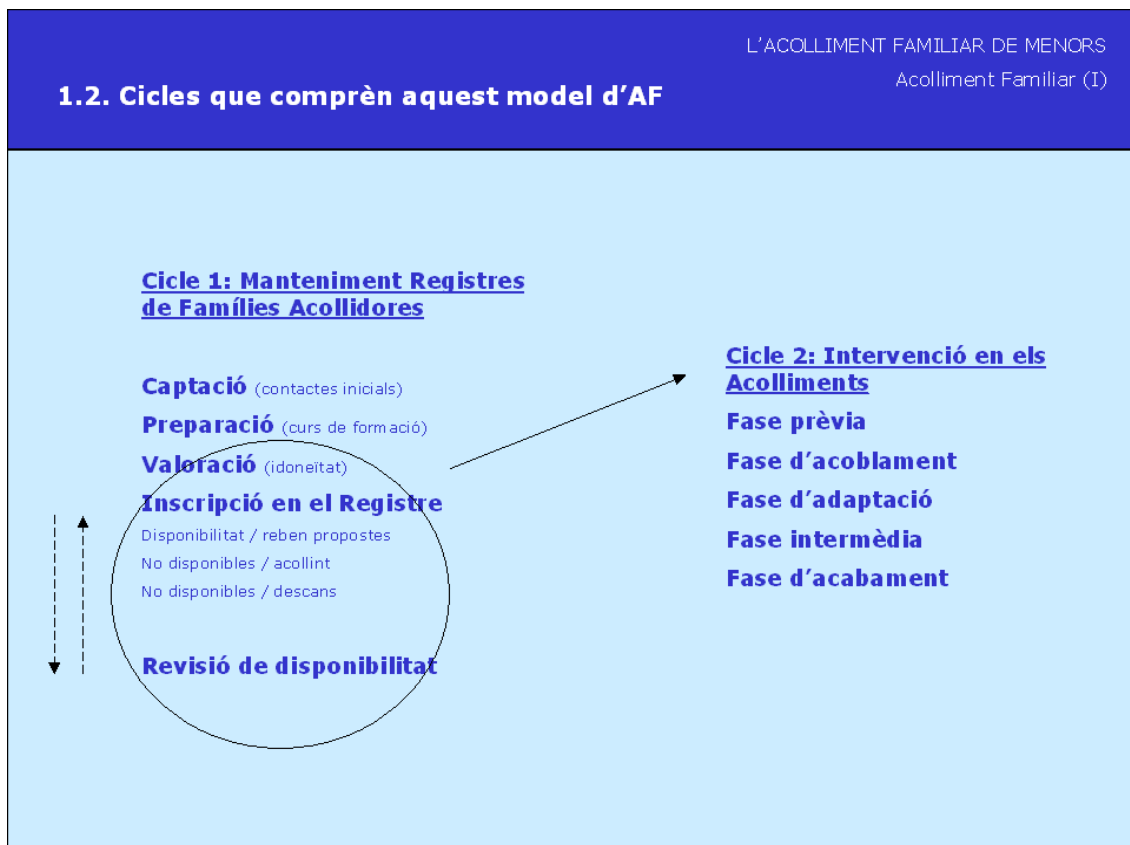 L'ACOLLIMENT FAMILIAR DE MENORS
Acolliment Familiar (I)
1.2. Cicles que comprèn aquest model d'AF
Cicle 1: Manteniment Registres
de Famílies Acollidores
Captació (contactes inicials)
Preparació (curs de formació)
Valoració (idoneïtat)
Inscripció en el Registre
Disponibilitat / reben propostes
No disponibles / acollint
No disponibles / descans
Revisió de disponibilitat
Cicle 2: Intervenció en els
Acolliments
Fase prèvia
Fase d'acoblament
Fase d'adaptació
Fase intermèdia
Fase d'acabament